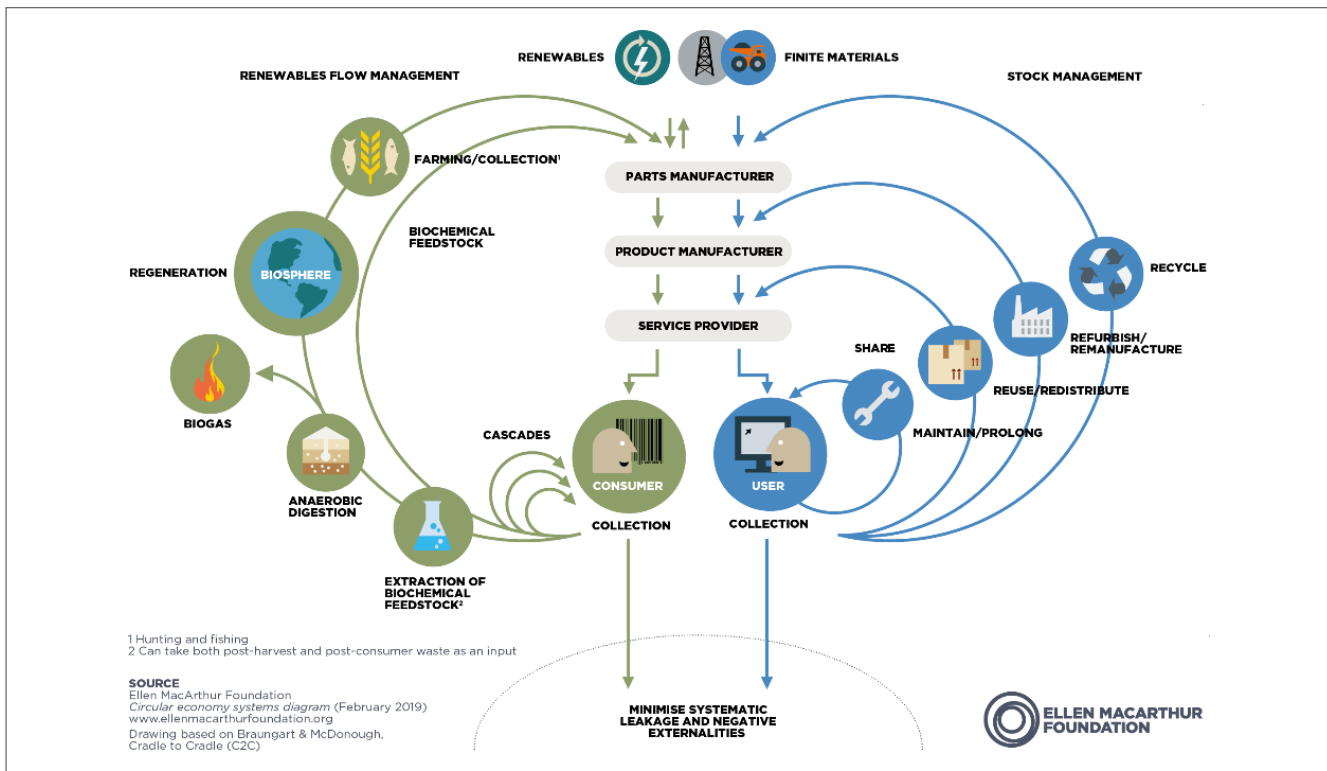 RENEWABLES
FINITE MATERIALS
RENEWABLES FLOW MANAGEMENT
STOCK MANAGEMENT
FARMING/COLLECTION¹
PARTS MANUFACTURER
BIOCHEMICAL
FEEDSTOCK
PRODUCT MANUFACTURER
REGENERATION
BIOSPHERE
RECYCLE
SERVICE PROVIDER
SHARE
REFURBISH/
REMANUFACTURE
REUSE/REDISTRIBUTE
BIOGAS
CASCADES
MAINTAIN/PROLONG
CONSUMER
USER
ANAEROBIC
DIGESTION
COLLECTION
COLLECTION
EXTRACTION OF
BIOCHEMICAL
FEEDSTOCK²
1 Hunting and fishing
2 Can take both post-harvest and post-consumer waste as an input
SOURCE
Ellen MacArthur Foundation
Circular economy systems diagram (February 2019)
www.ellenmacarthurfoundation.org
Drawing based on Braungart & McDonough,
Cradle to Cradle (C2C)
MINIMISE SYSTEMATIC
LEAKAGE AND NEGATIVE
EXTERNALITIES
ELLEN MACARTHUR
FOUNDATION